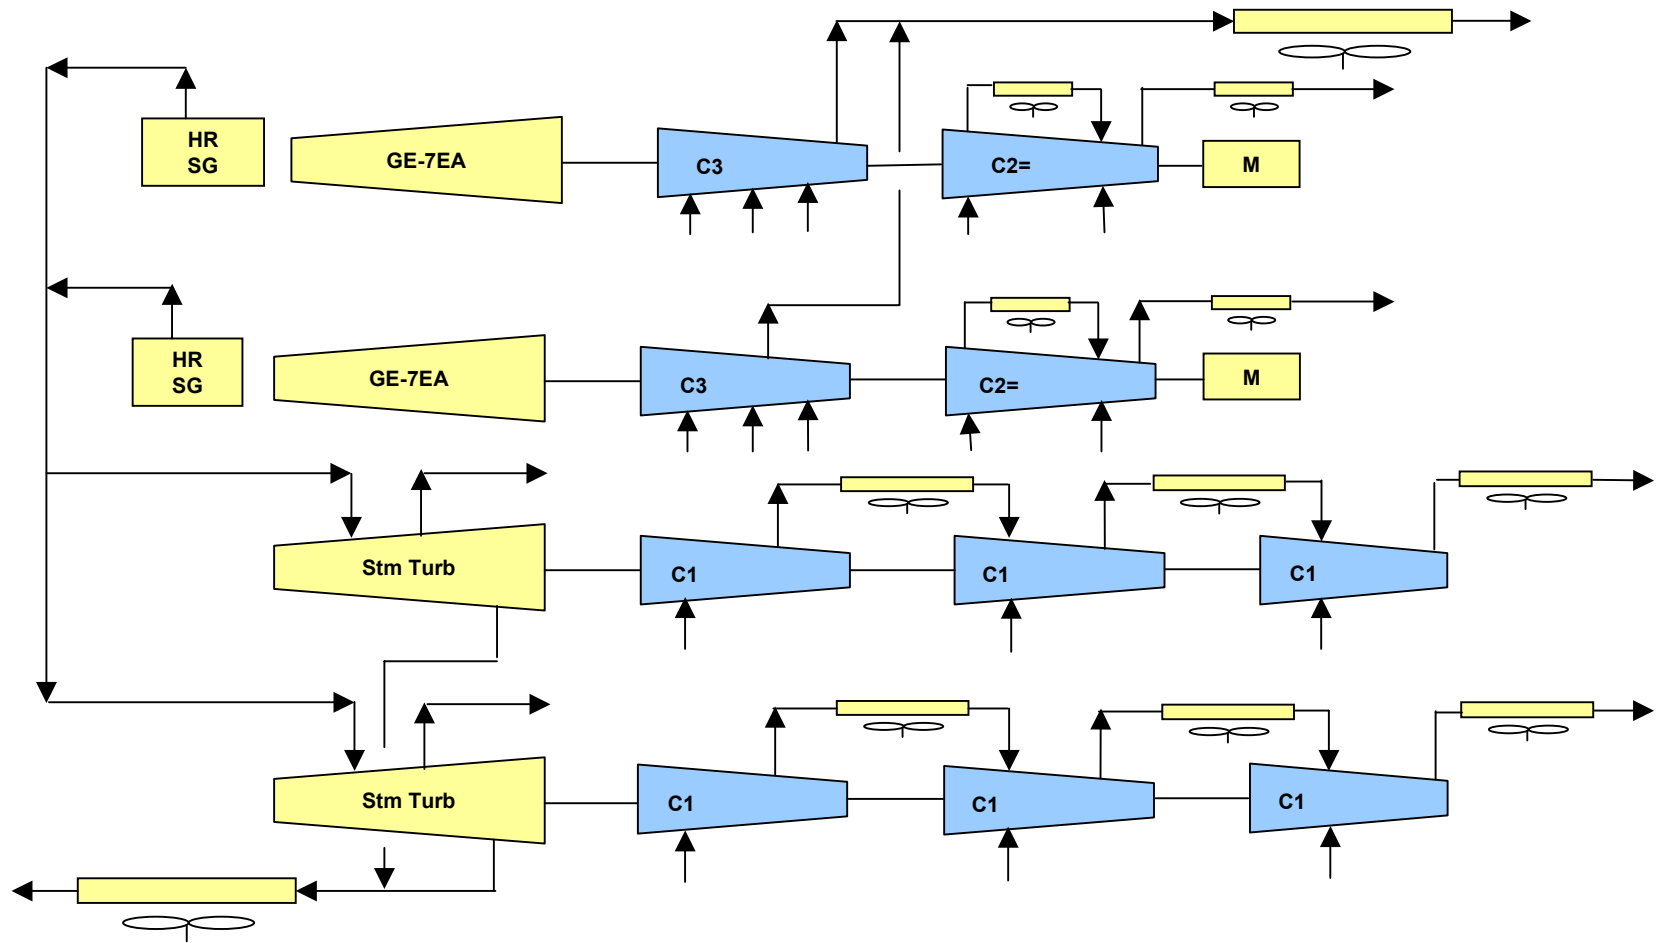 HR
SG
GE-7EA
C3
C2=
M
HR
SG
GE-7EA
C3
C2=
M
Stm Turb
C1
C1
C1
Stm Turb
C1
C1
C1